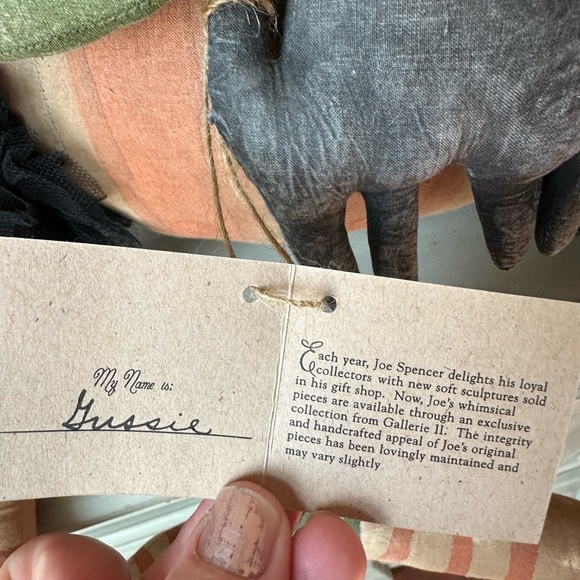 My Name is:
Gussie
Each year, Joe Spencer delights his loyal
collectors with new soft sculptures sold
in his gift shop. Now, Joe's whimsical
pieces are available through an exclusive
collection from Gallerie II. The integrity
and handcrafted appeal of Joe's original
pieces has been lovingly maintained and
may vary slightly